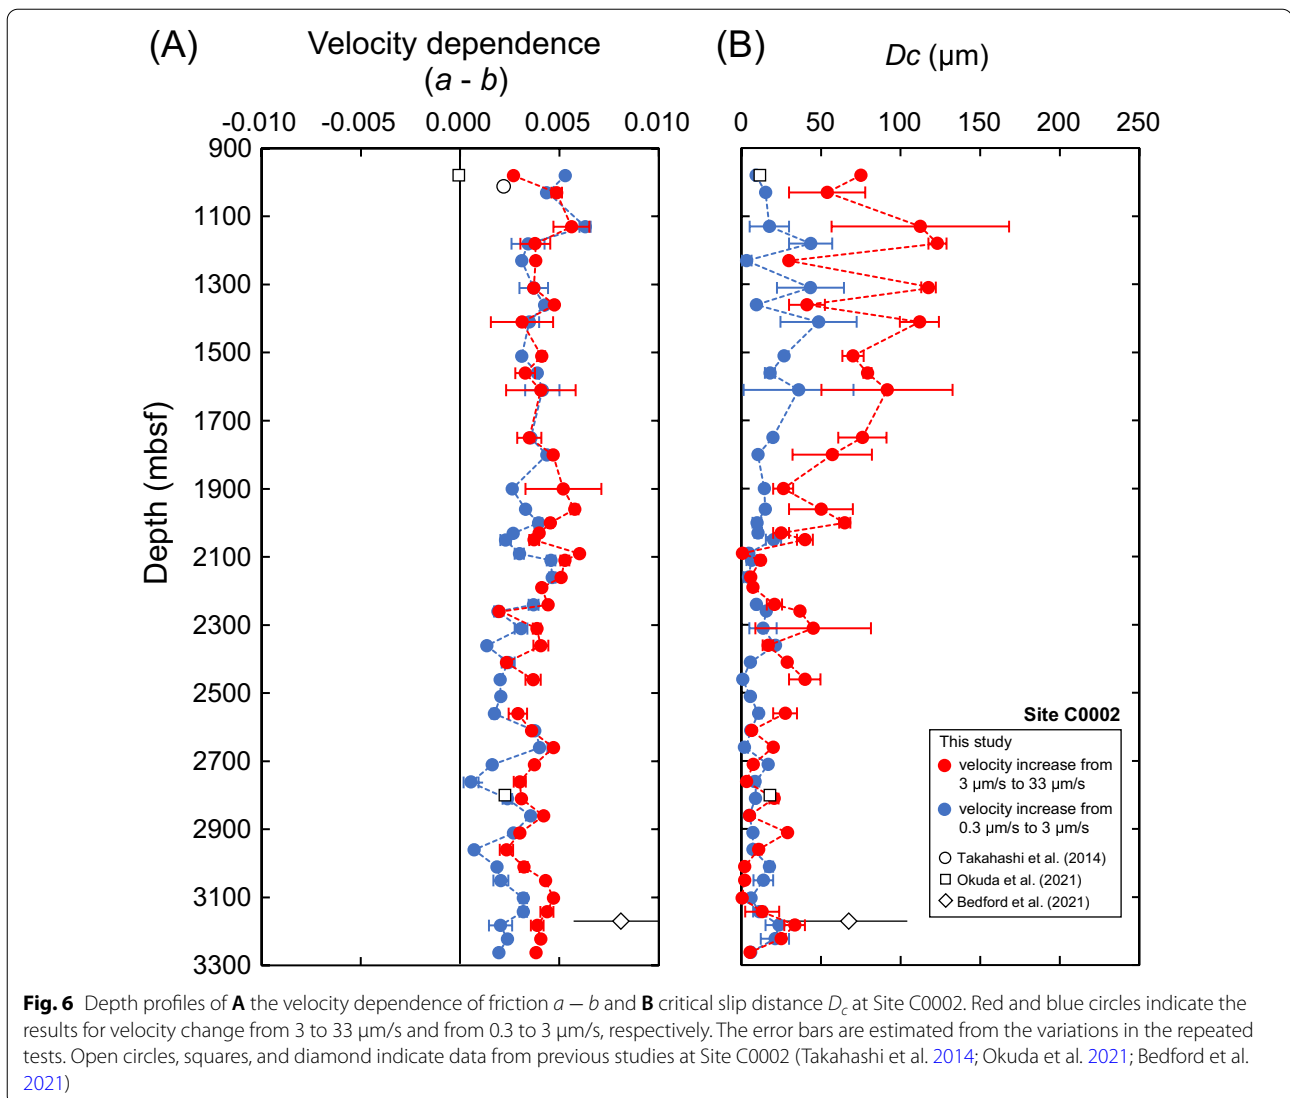 (A)
Velocity dependence
(a - b)
-0.010 -0.005 0.000 0.005 0.010
(B)
Dc (µm)
0 50 100 150 200 250
Depth (mbsf)
900
1100
1300
1500
1700
1900
2100
2300
2500
2700
2900
3100
3300
Site C0002
This study
velocity increase from
3 µm/s to 33 µm/s
velocity increase from
0.3 µm/s to 3 µm/s
Takahashi et al. (2014)
Okuda et al. (2021)
Bedford et al. (2021)
Fig. 6 Depth profiles of A the velocity dependence of friction a − b and B critical slip distance Dc at Site C0002. Red and blue circles indicate the
results for velocity change from 3 to 33 µm/s and from 0.3 to 3 µm/s, respectively. The error bars are estimated from the variations in the repeated
tests. Open circles, squares, and diamond indicate data from previous studies at Site C0002 (Takahashi et al. 2014; Okuda et al. 2021; Bedford et al.
2021)